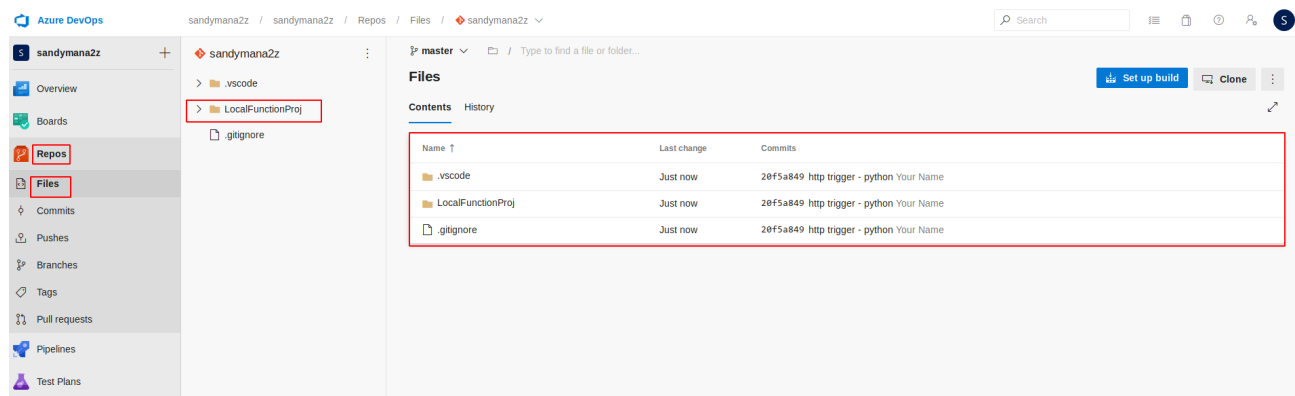 Azure DevOps
sandymana2z / sandymana2z / Repos / Files / sandymana2z
Search
S
S sandymana2z +
Overview
Boards
Repos
Files
Commits
Pushes
Branches
Tags
Pull requests
Pipelines
Test Plans
sandymana2z
.vscode
LocalFunctionProj
.gitignore
master / Type to find a file or folder...
Files
Set up build Clone
Contents History
Name ↑ Last change Commits
.vscode Just now 20f5a849 http trigger - python Your Name
LocalFunctionProj Just now 20f5a849 http trigger - python Your Name
.gitignore Just now 20f5a849 http trigger - python Your Name